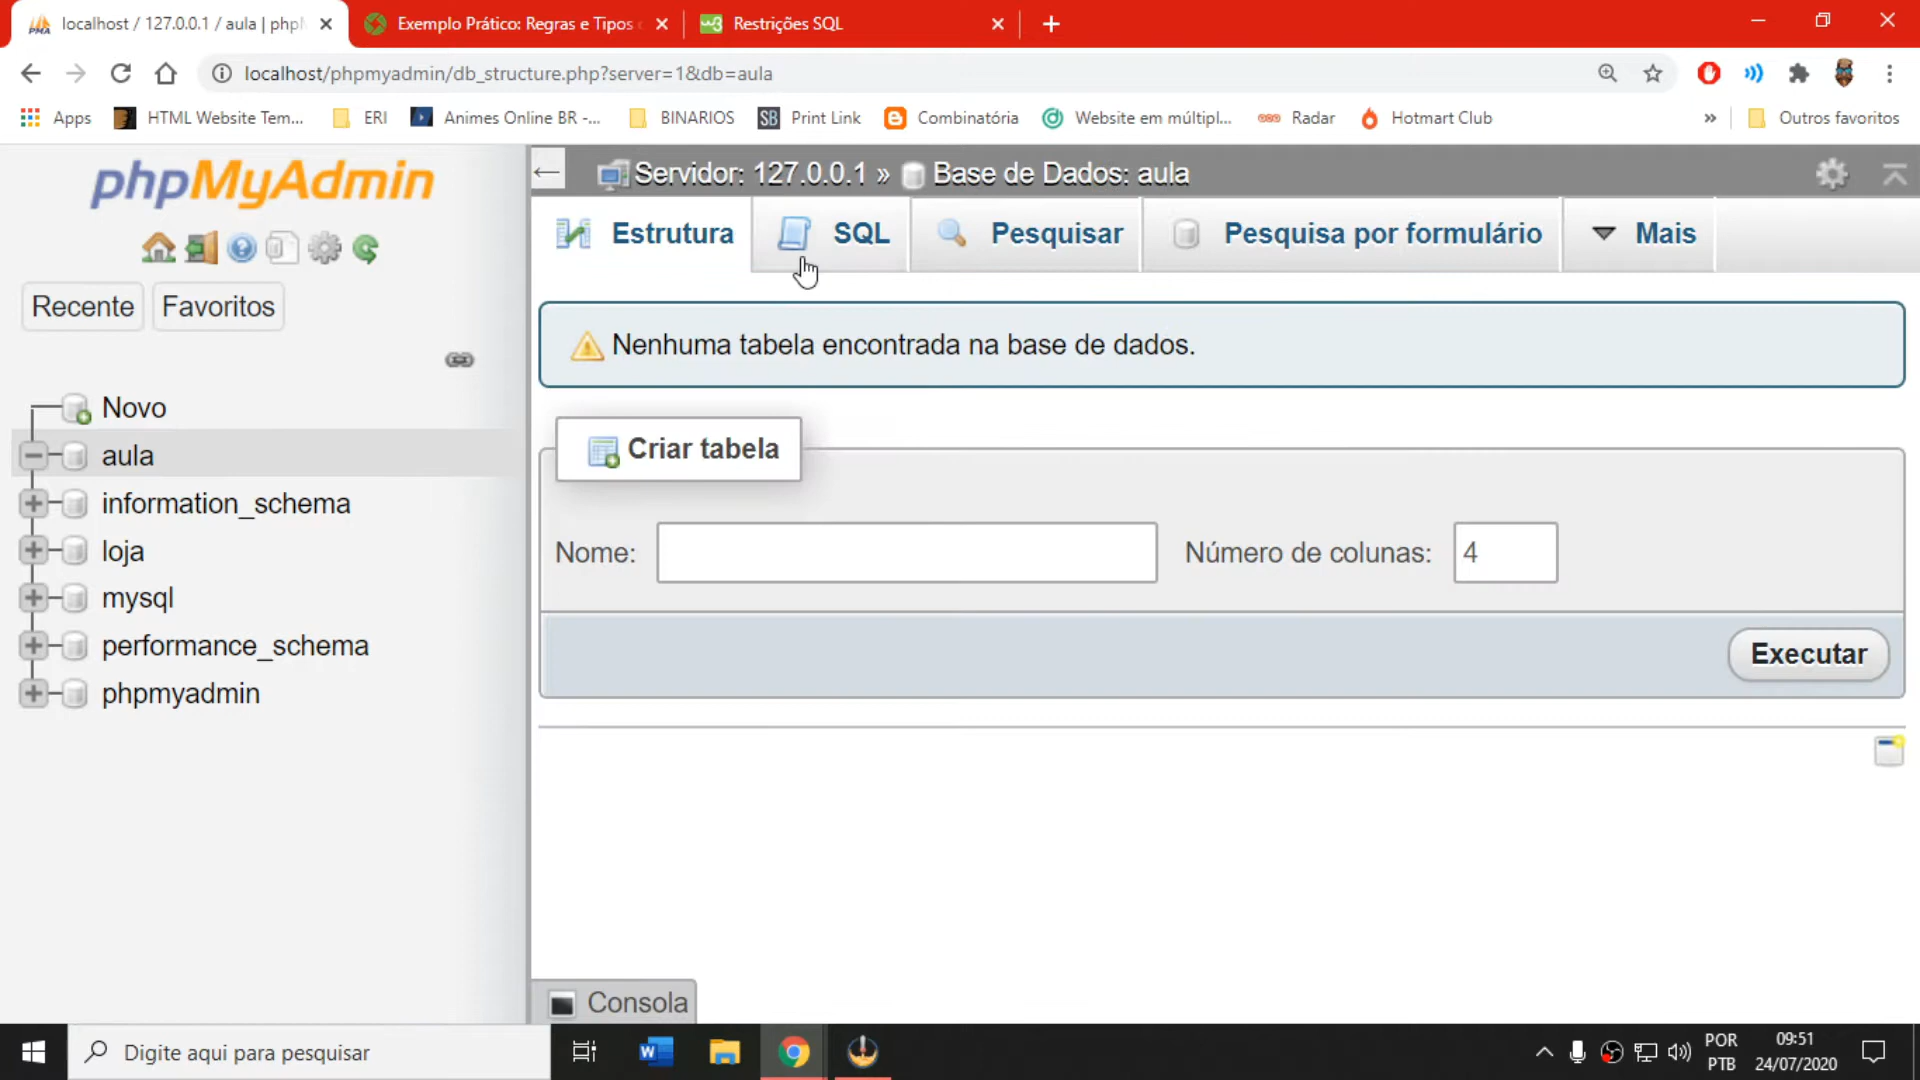 localhost / 127.0.0.1 / aula | phpM
Exemplo Prático: Regras e Tipos
Restrições SQL
localhost/phpmyadmin/db_structure.php?server=1&db=aula
Apps
HTML Website Tem...
ERI
Animes Online BR -...
BINARIOS
SB
Print Link
Combinatória
Website em múltipl...
Radar
Hotmart Club
»
Outros favoritos
phpMyAdmin
Servidor: 127.0.0.1 » Base de Dados: aula
Estrutura
SQL
Pesquisar
Pesquisa por formulário
Mais
Recente
Favoritos
Nenhuma tabela encontrada na base de dados.
Novo
aula
information_schema
loja
mysql
performance_schema
phpmyadmin
Criar tabela
Nome:
Número de colunas: 4
Executar
Consola
Digite aqui para pesquisar
POR
PTB
09:51
24/07/2020